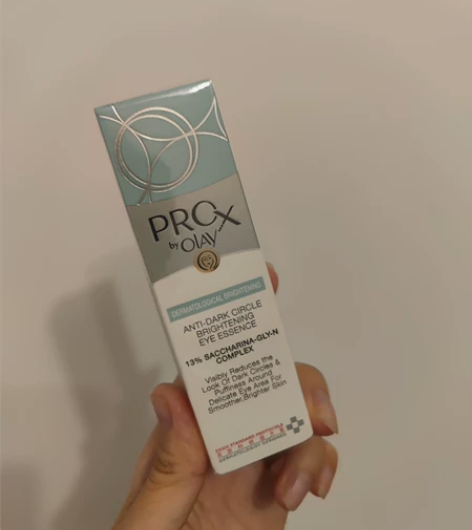 PROX
by OLAY
DERMATOLOGICAL BRIGHTENING
ANTI-DARK CIRCLE
BRIGHTENING
EYE ESSENCE
13% SACCHARINA-GLY-N
COMPLEX
Visibly Reduces the
Look Of Dark Circles &
Puffiness Around
Delicate Eye Area For
Smoother, Brighter Skin